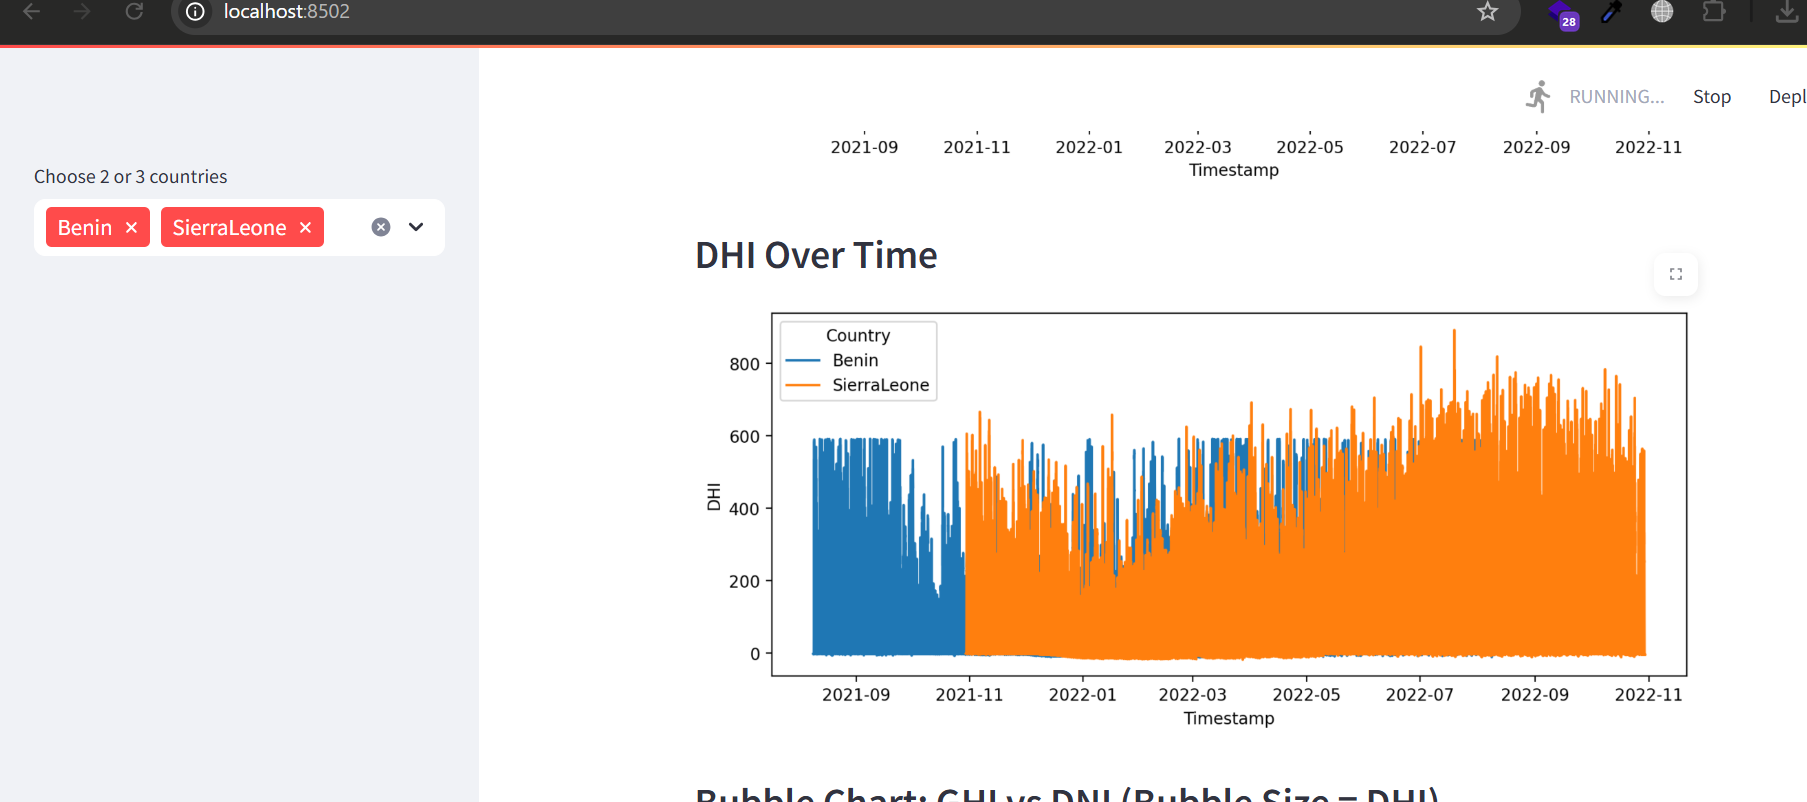 localhost:8502
28
RUNNING... Stop Depl
2021-09 2021-11 2022-01 2022-03 2022-05 2022-07 2022-09 2022-11
Timestamp
Choose 2 or 3 countries
Benin SierraLeone
DHI Over Time
Country
Benin
SierraLeone
800
600
400
200
0
DHI
2021-09 2021-11 2022-01 2022-03 2022-05 2022-07 2022-09 2022-11
Timestamp
Bubble Chart: GHI vs DNI (Bubble Size = DHI)